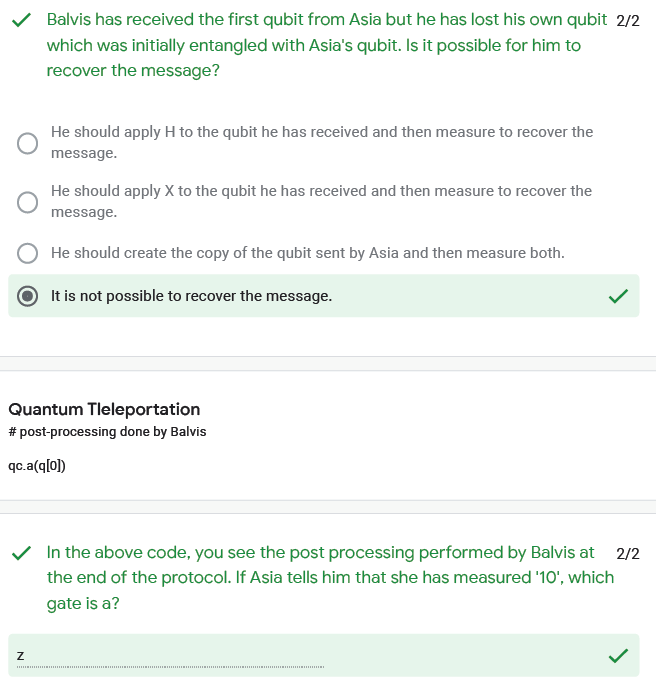 Balvis has received the first qubit from Asia but he has lost his own qubit 2/2
which was initially entangled with Asia's qubit. Is it possible for him to
recover the message?
He should apply H to the qubit he has received and then measure to recover the
message.
He should apply X to the qubit he has received and then measure to recover the
message.
He should create the copy of the qubit sent by Asia and then measure both.
It is not possible to recover the message.
Quantum Tleleportation
# post-processing done by Balvis
qc.a(q[0])
In the above code, you see the post processing performed by Balvis at 2/2
the end of the protocol. If Asia tells him that she has measured '10', which
gate is a?
z